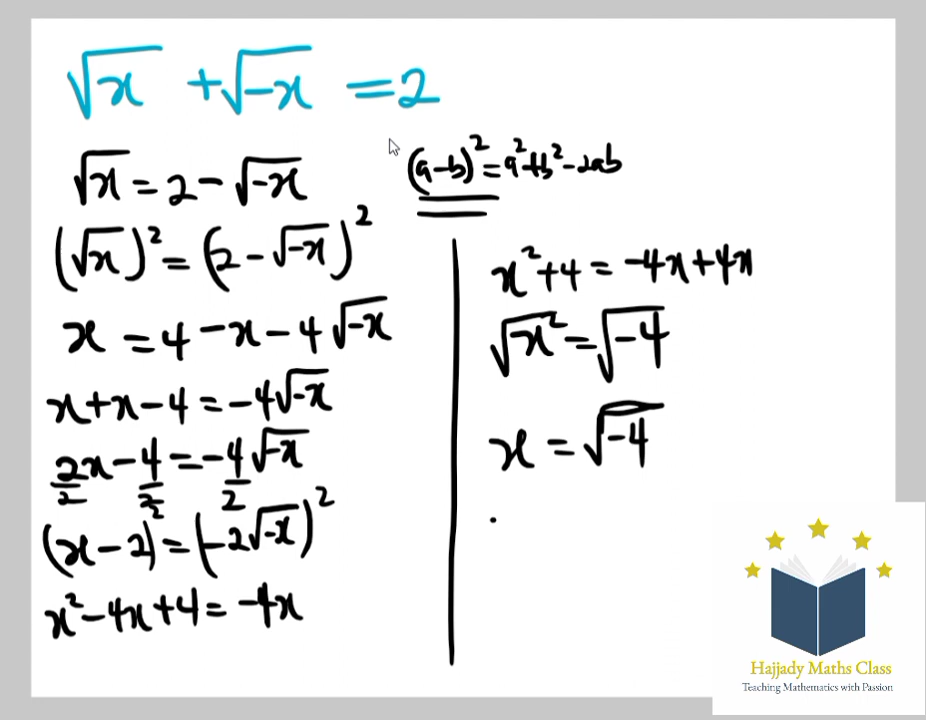 √x + √-x = 2
√x = 2 - √-x
(a-b)² = a²+b²-2ab
(√x)² = (2 - √-x)²
x = 4 - x - 4√-x
x + x - 4 = -4√-x
2x/2 - 4/2 = -4/2 √-x
(x - 2)² = (-2√-x)²
x² - 4x + 4 = -4x
x² + 4 = -4x + 4x
√x² = √-4
x = √-4
Hajjady Maths Class
Teaching Mathematics with Passion